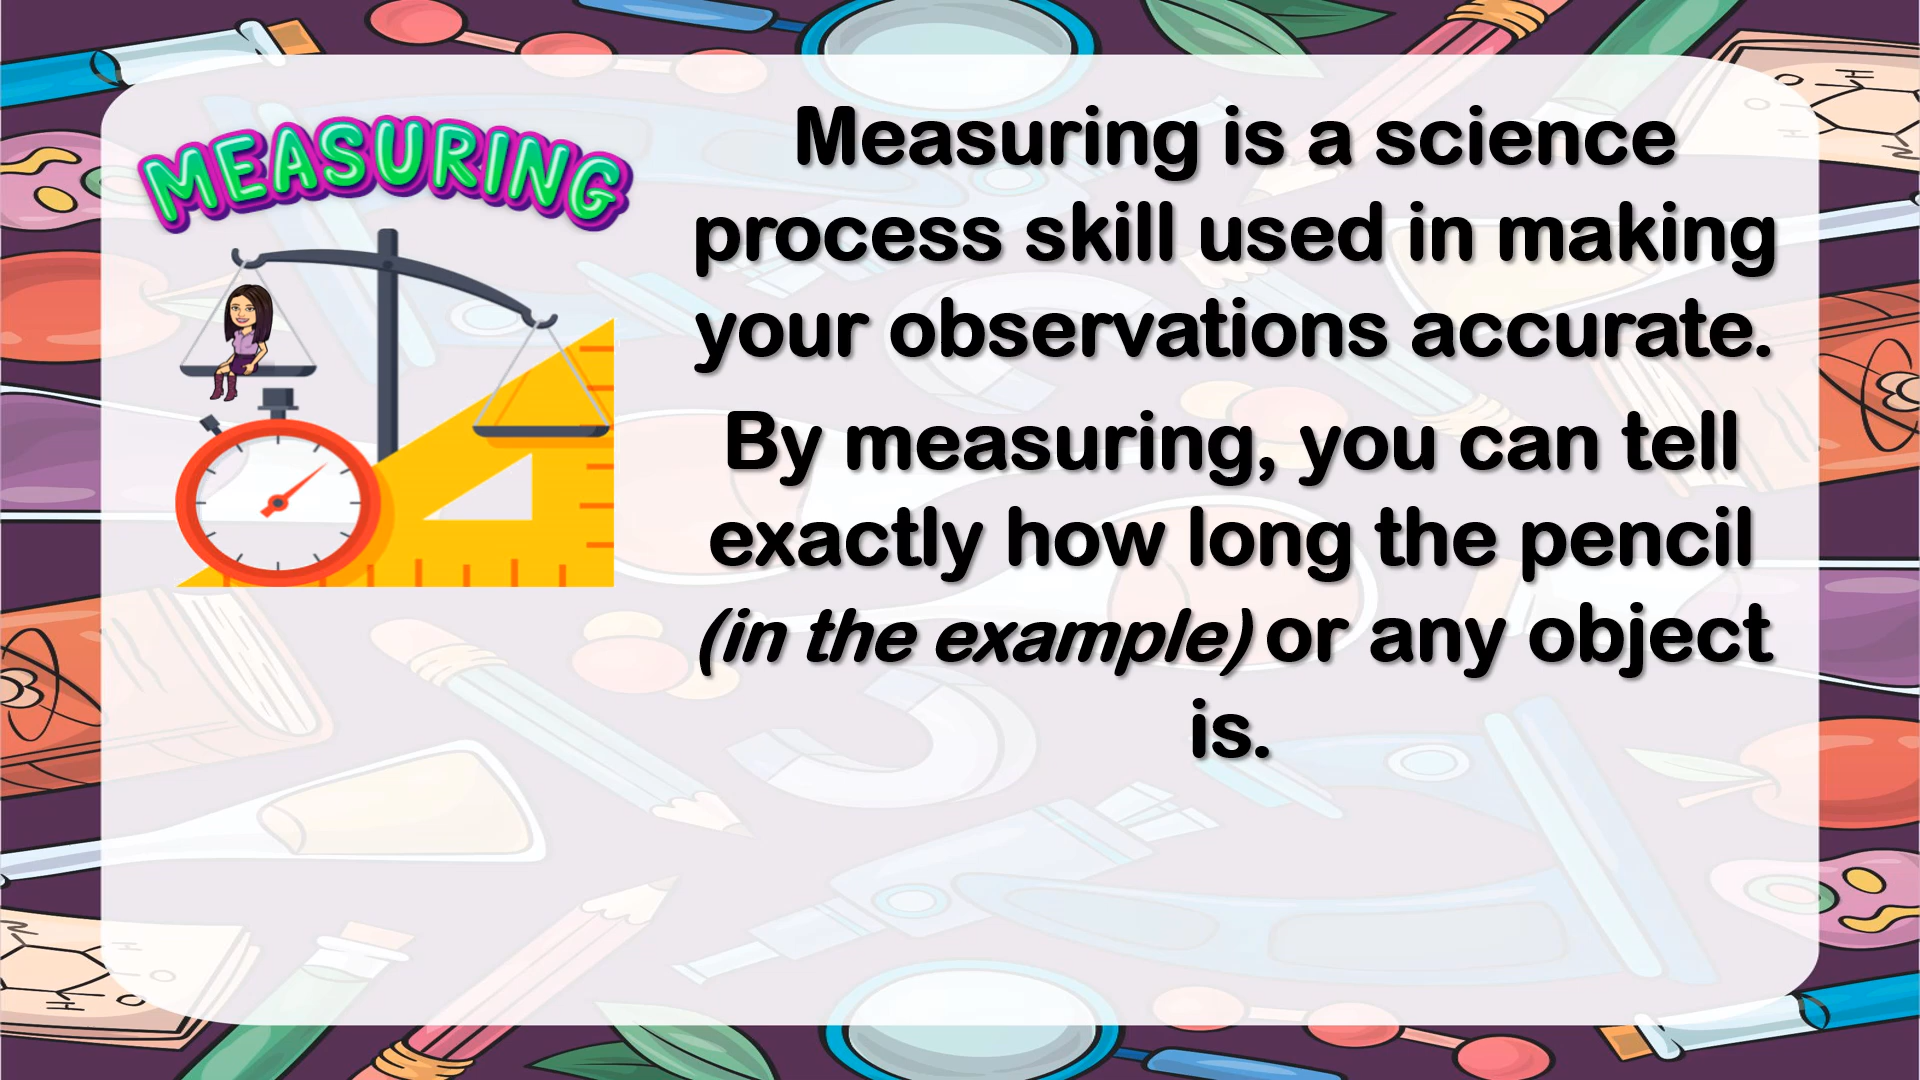 MEASURING
Measuring is a science
process skill used in making
your observations accurate.
By measuring, you can tell
exactly how long the pencil
(in the example) or any object
is.